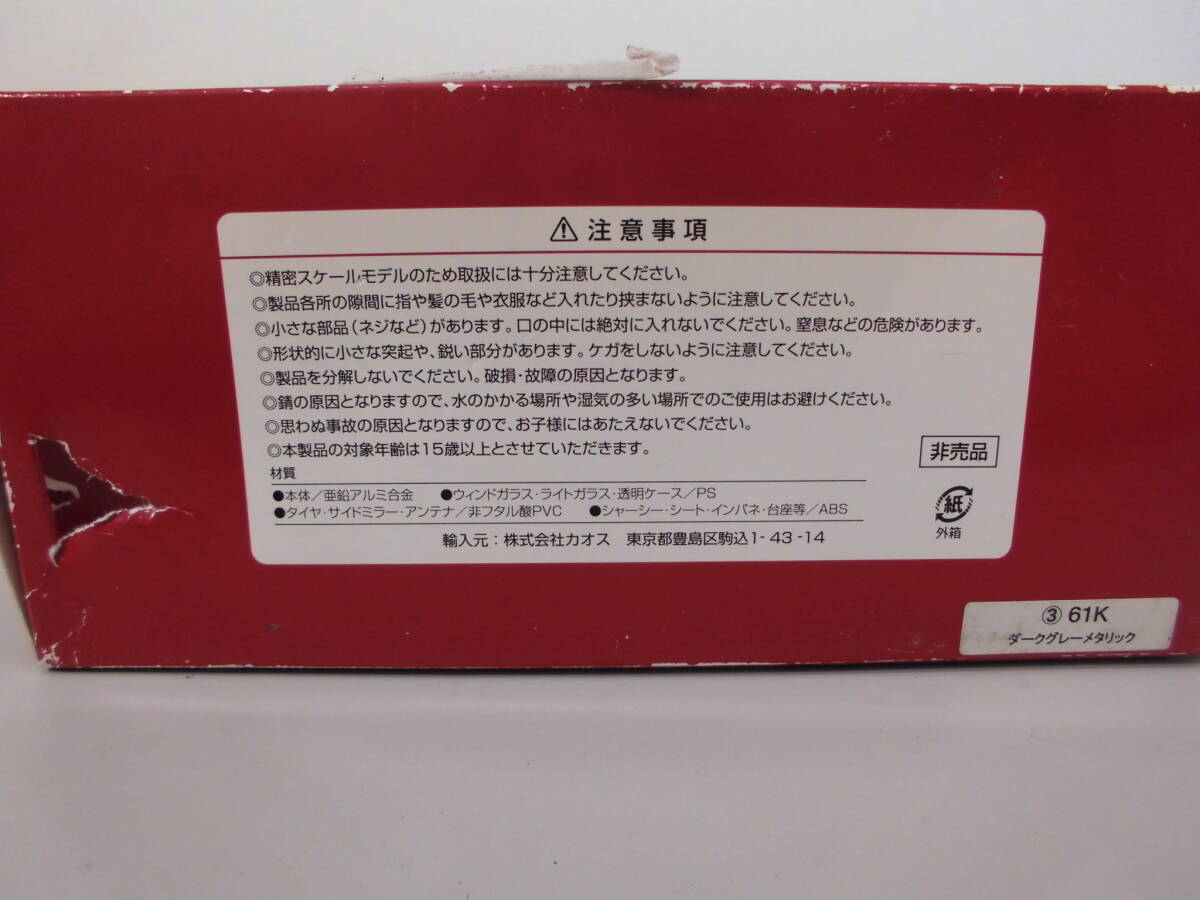 ⚠ 注意事項
◎精密スケールモデルのため取扱には十分注意してください。
◎製品各所の隙間に指や髪の毛や衣服など入れたり挟まないように注意してください。
◎小さな部品(ネジなど)があります。口の中には絶対に入れないでください。窒息などの危険があります。
◎形状的に小さな突起や、鋭い部分があります。ケガをしないように注意してください。
◎製品を分解しないでください。破損・故障の原因となります。
◎錆の原因となりますので、水のかかる場所や湿気の多い場所でのご使用はお避けください。
◎思わぬ事故の原因となりますので、お子様にはあたえないでください。
◎本製品の対象年齢は15歳以上とさせていただきます。
非売品
材質
●本体/亜鉛アルミ合金 ●ウィンドガラス・ライトガラス・透明ケース/PS
●タイヤ・サイドミラー・アンテナ/非フタル酸PVC ●シャーシー・シート・インパネ・台座等/ABS
紙
外箱
輸入元:株式会社カオス 東京都豊島区駒込1-43-14
③ 61K
ダークグレーメタリック